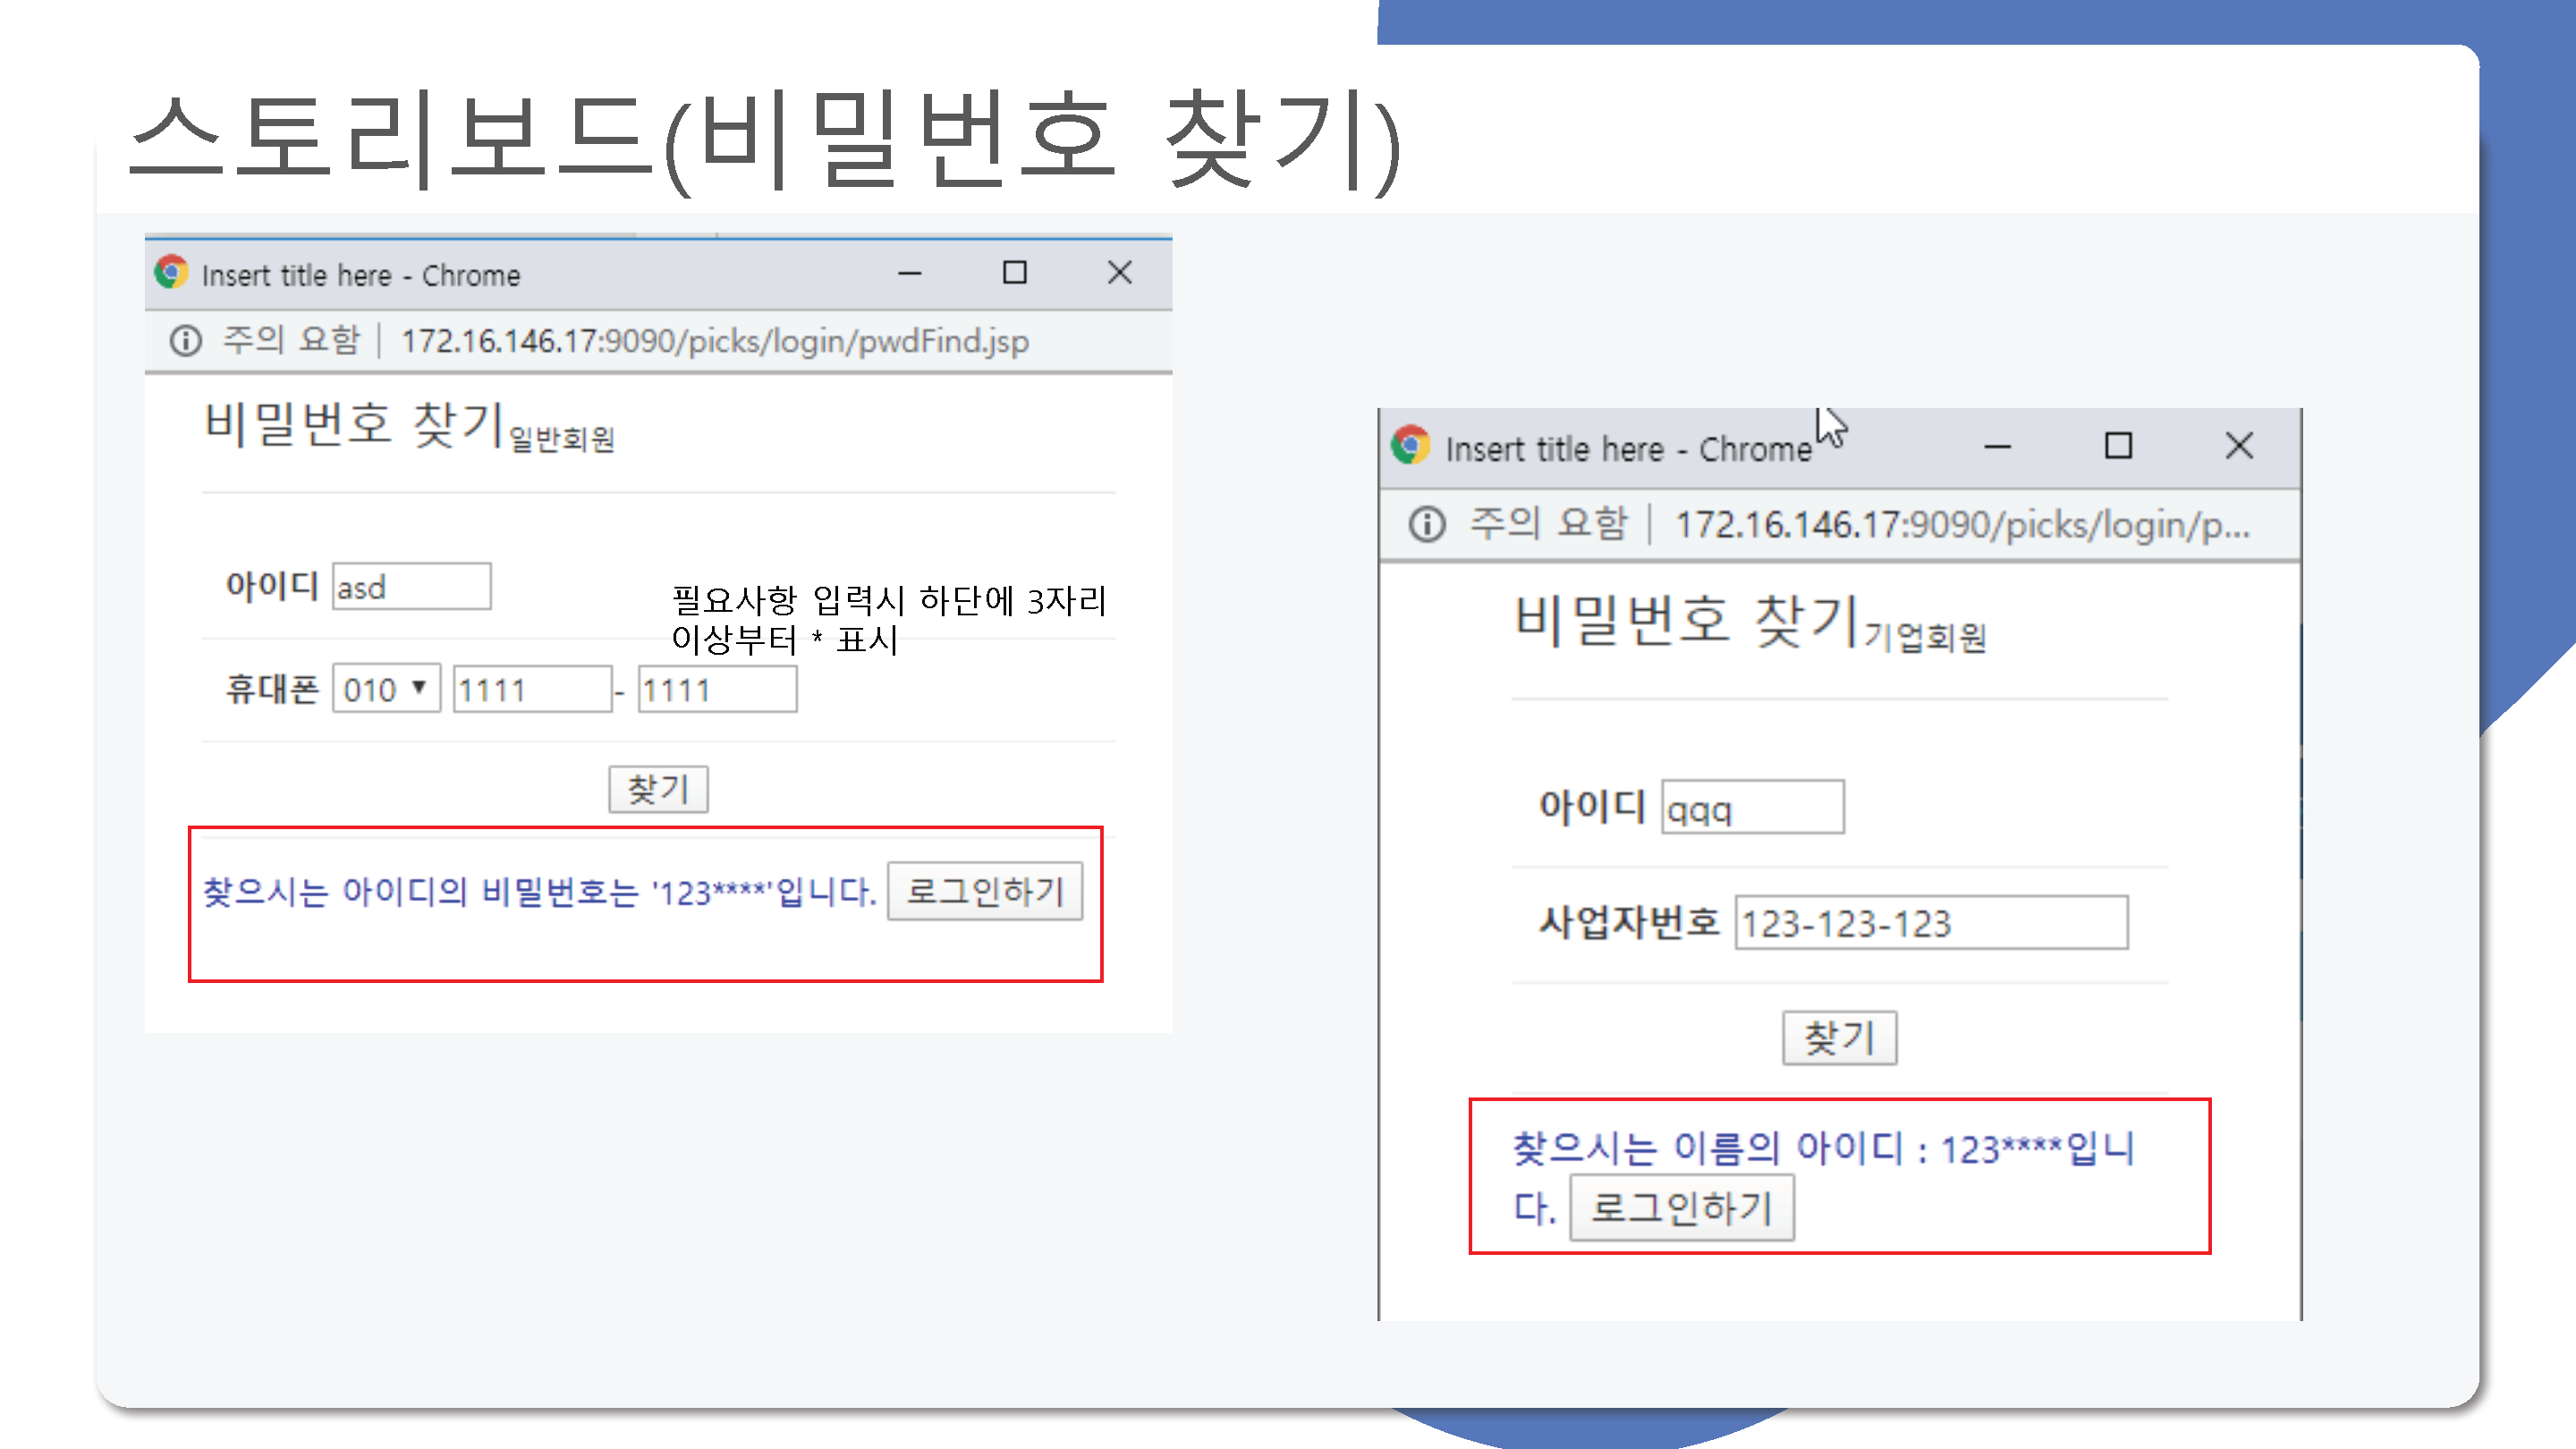 스토리보드(비밀번호 찾기)
Insert title here - Chrome
주의 요함 | 172.16.146.17:9090/picks/login/pwdFind.jsp
비밀번호 찾기일반회원
아이디 asd
필요사항 입력시 하단에 3자리
이상부터 * 표시
휴대폰 010 ▼ 1111 - 1111
찾기
찾으시는 아이디의 비밀번호는 '123****'입니다. 로그인하기
Insert title here - Chrome
주의 요함 | 172.16.146.17:9090/picks/login/p...
비밀번호 찾기기업회원
아이디 qqq
사업자번호 123-123-123
찾기
찾으시는 이름의 아이디 : 123****입니
다. 로그인하기